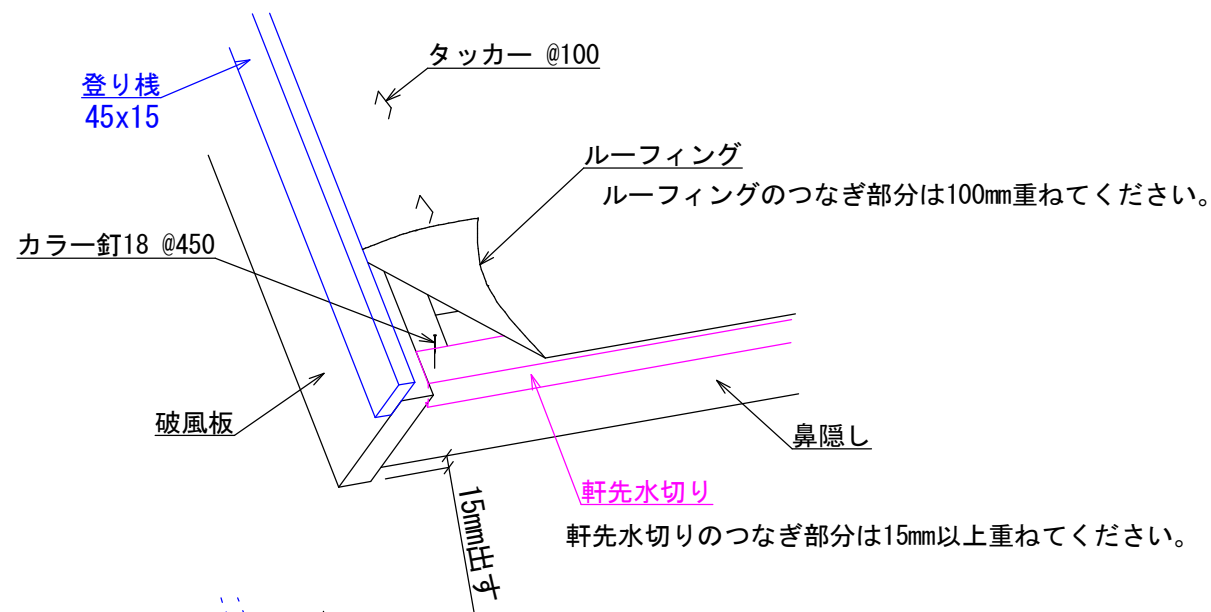 タッカー @100
登り桟
45x15
ルーフィング
ルーフィングのつなぎ部分は100㎜重ねてください。
カラー釘18 @450
破風板
鼻隠し
軒先水切り
軒先水切りのつなぎ部分は15㎜以上重ねてください。
15㎜出す